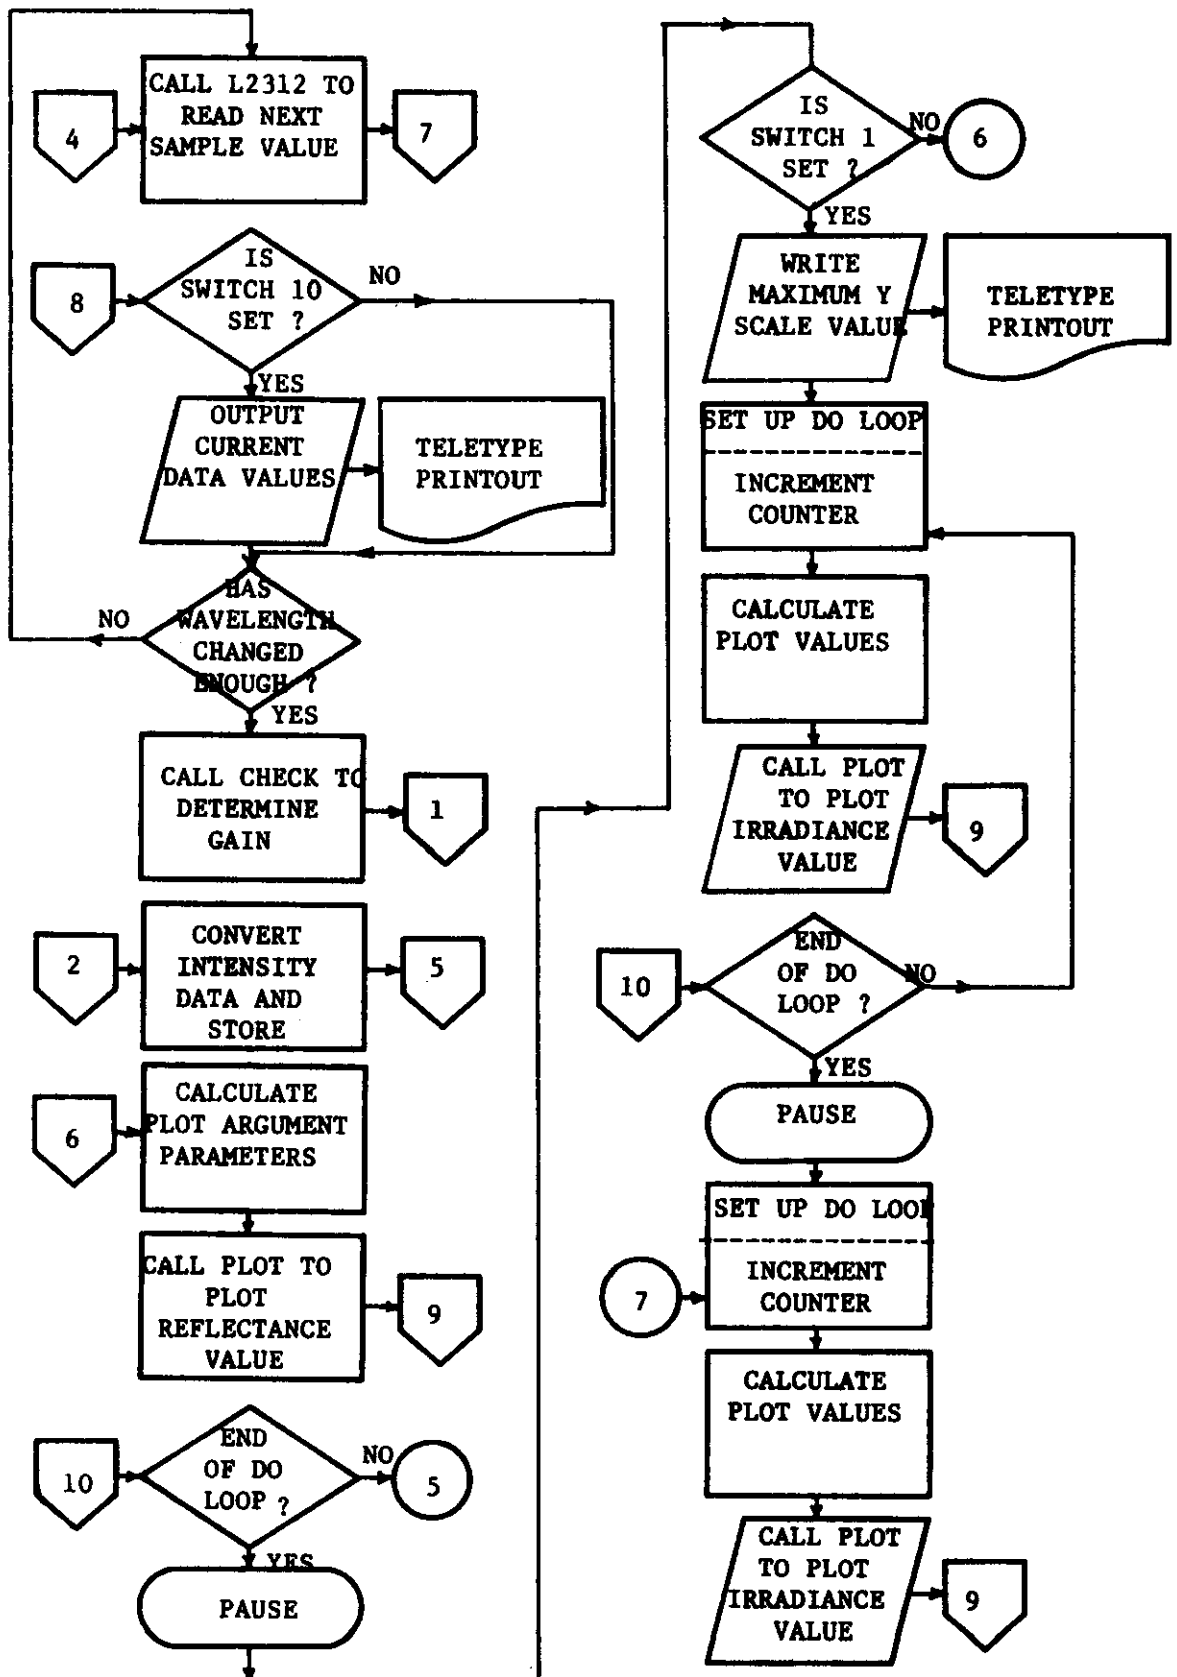 CALL L2312 TO
READ NEXT
SAMPLE VALUE
4
7
IS
SWITCH 10
SET ?
NO
8
YES
OUTPUT
CURRENT
DATA VALUES
TELETYPE
PRINTOUT
HAS
WAVELENGTH
CHANGED
ENOUGH ?
NO
YES
CALL CHECK TO
DETERMINE
GAIN
1
CONVERT
INTENSITY
DATA AND
STORE
2
5
CALCULATE
PLOT ARGUMENT
PARAMETERS
6
CALL PLOT TO
PLOT
REFLECTANCE
VALUE
9
END
OF DO
LOOP ?
NO
10
5
YES
PAUSE
IS
SWITCH 1
SET ?
NO
6
YES
WRITE
MAXIMUM Y
SCALE VALUE
TELETYPE
PRINTOUT
SET UP DO LOOP
INCREMENT
COUNTER
CALCULATE
PLOT VALUES
CALL PLOT
TO PLOT
IRRADIANCE
VALUE
9
END
OF DO
LOOP ?
NO
10
YES
PAUSE
SET UP DO LOOP
INCREMENT
COUNTER
7
CALCULATE
PLOT VALUES
CALL PLOT
TO PLOT
IRRADIANCE
VALUE
9